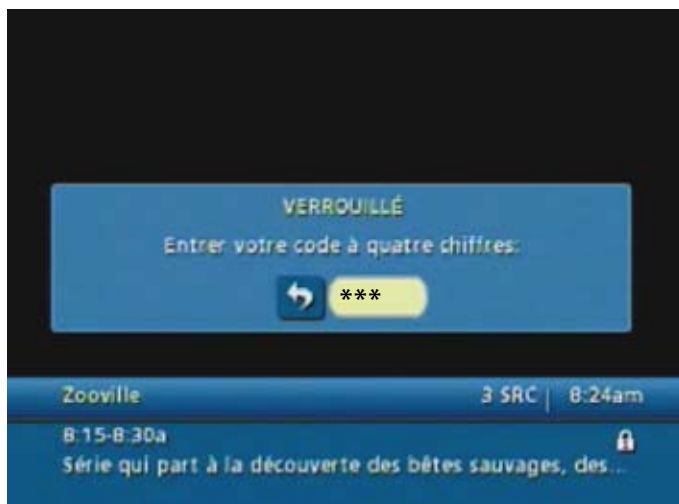 VERROUILLÉ
Entrer votre code à quatre chiffres:
***
Zooville 3 SRC | 8:24am
8:15-8:30a
Série qui part à la découverte des bêtes sauvages, des...